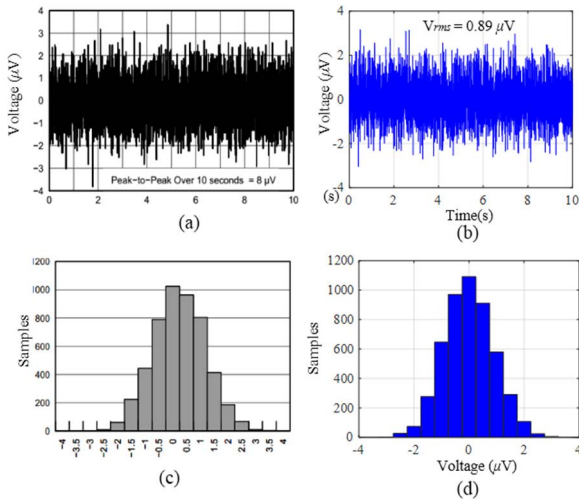 4
3
2
1
0
−1
−2
−3
−4
Voltage (µV)
Peak−to−Peak Over 10 seconds = 8 µV
0 2 4 6 8 10
(a)
Vrms = 0.89 µV
4
2
0
-2
-4
Voltage (µV)
(s)
0 2 4 6 8 10
Time(s)
(b)
1200
1000
800
600
400
200
0
Samples
−4 −3.5 −3 −2.5 −2 −1.5 −1 −0.5 0 0.5 1 1.5 2 2.5 3 3.5 4
(c)
1200
1000
800
600
400
200
0
Samples
-4 -2 0 2 4
Voltage (µV)
(d)